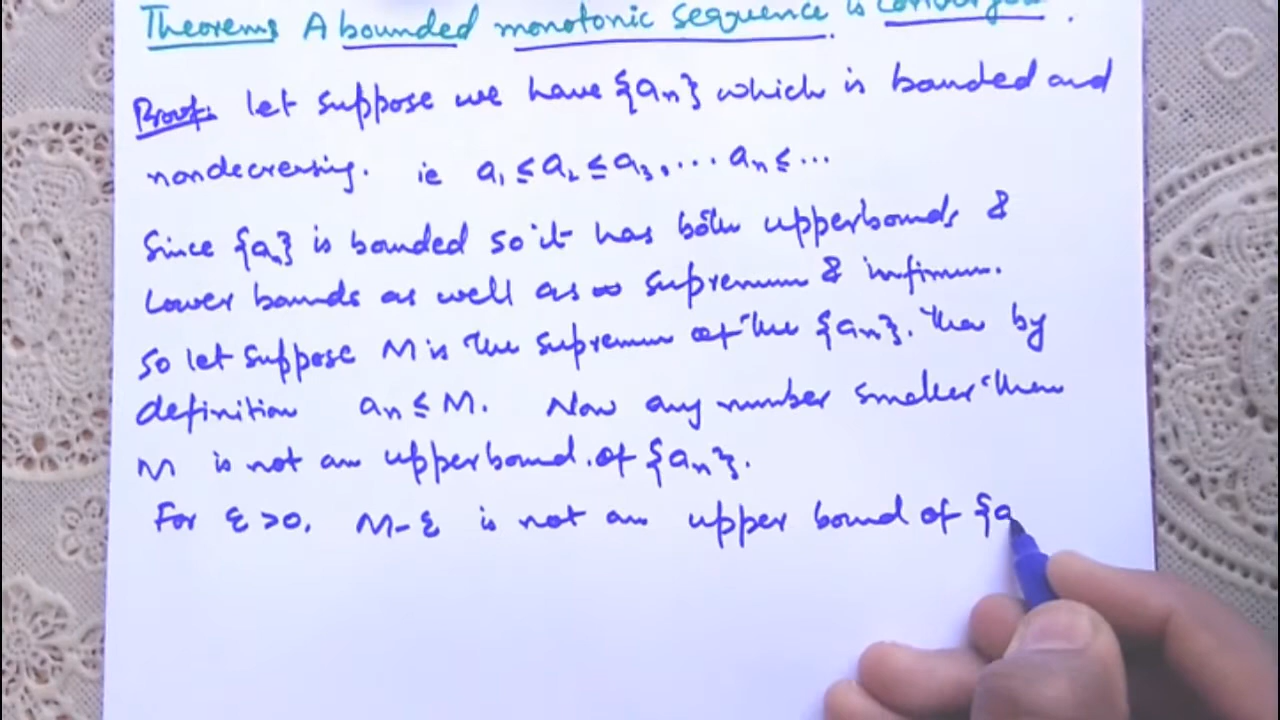 Theorem: A bounded monotonic sequence is convergent.
Proof: let suppose we have {aₙ} which is bounded and
nondecreasing. ie a₁ ≤ a₂ ≤ a₃, ... aₙ ≤ ...
Since {aₙ} is bounded so it has both upperbounds &
Lower bounds as well as supremum & infimum.
So let suppose M is the supremum of the {aₙ}. Then by
definition aₙ ≤ M. Now any number smaller than
M is not an upperbound. of {aₙ}.
For ε > 0, M-ε is not an upper bound of {a